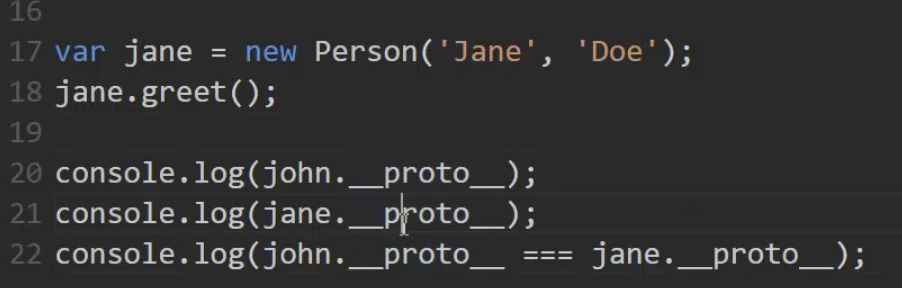 16
17 var jane = new Person('Jane', 'Doe');
18 jane.greet();
19
20 console.log(john.__proto__);
21 console.log(jane.__proto__);
22 console.log(john.__proto__ === jane.__proto__);